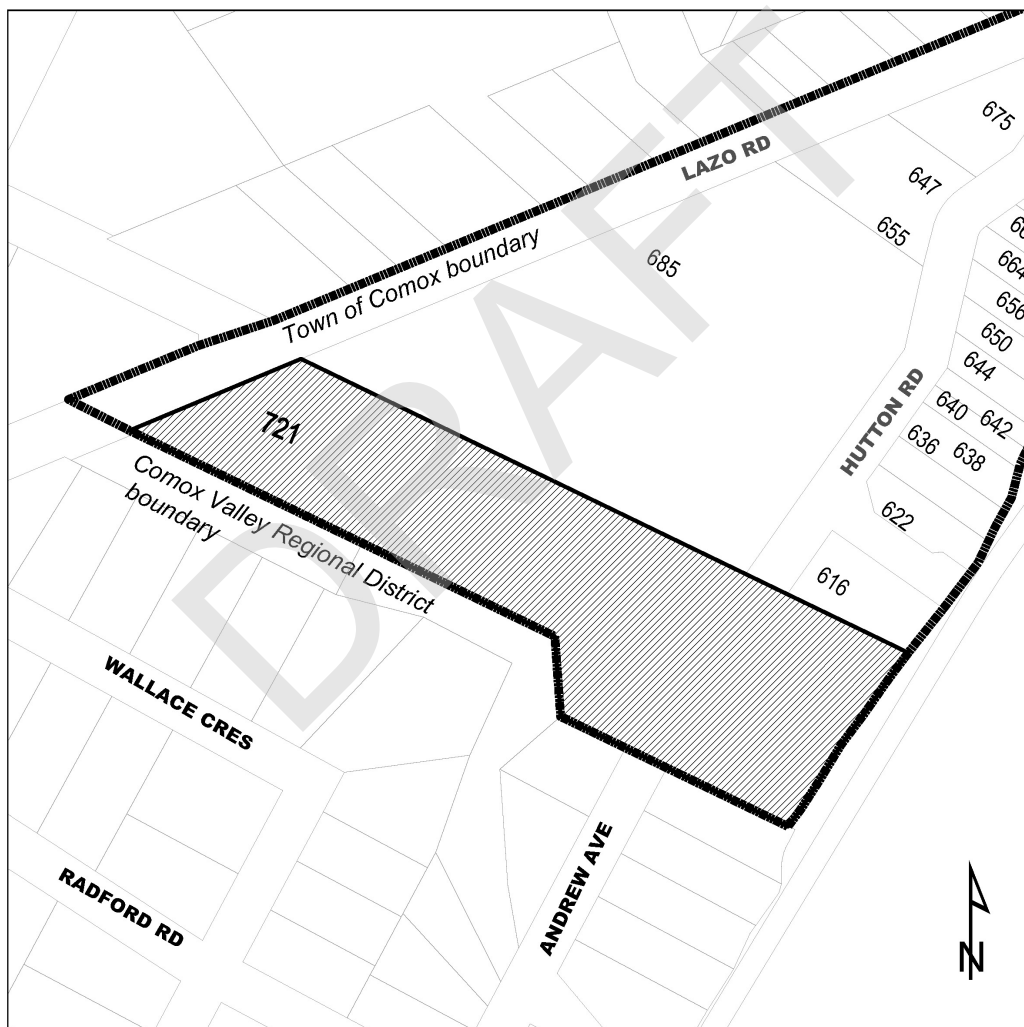 675
LAZO RD
647
655
685
664
656
650
644
640
642
636
638
622
616
HUTTON RD
Town of Comox boundary
721
Comox Valley Regional District
boundary
WALLACE CRES
RADFORD RD
ANDREW AVE
N
DRAFT